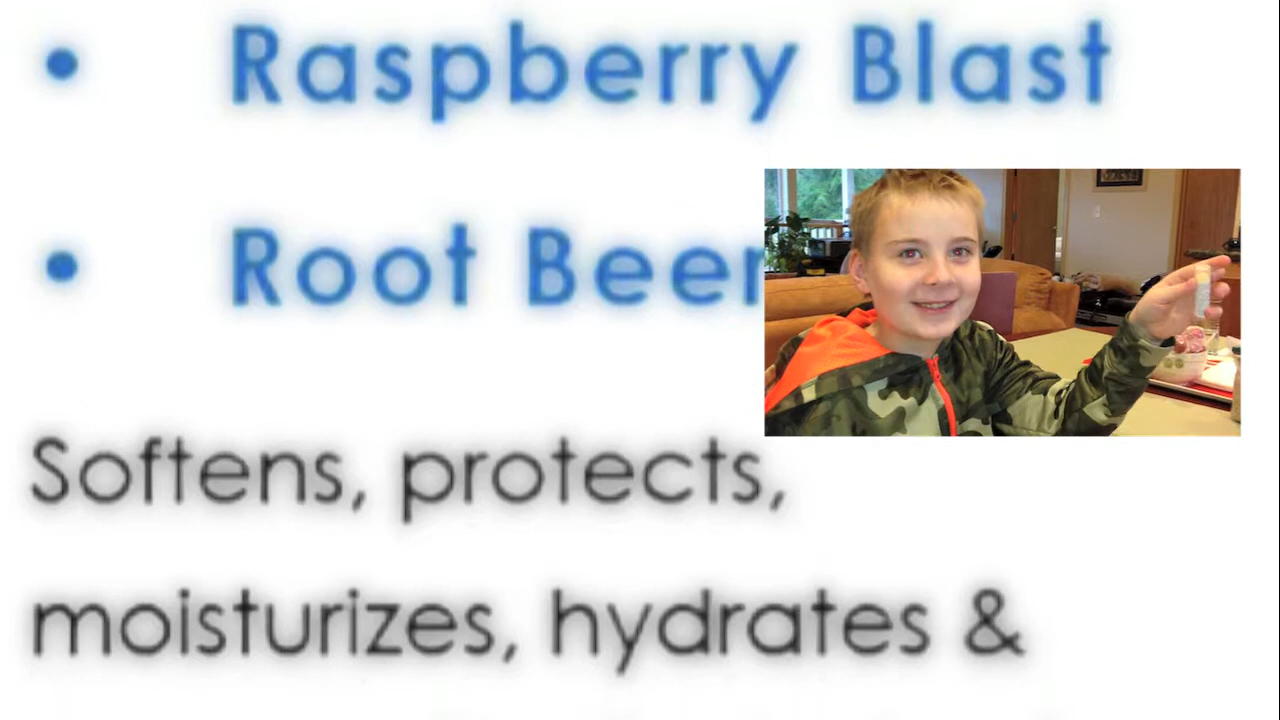 • Raspberry Blast
• Root Beer
Softens, protects,
moisturizes, hydrates &